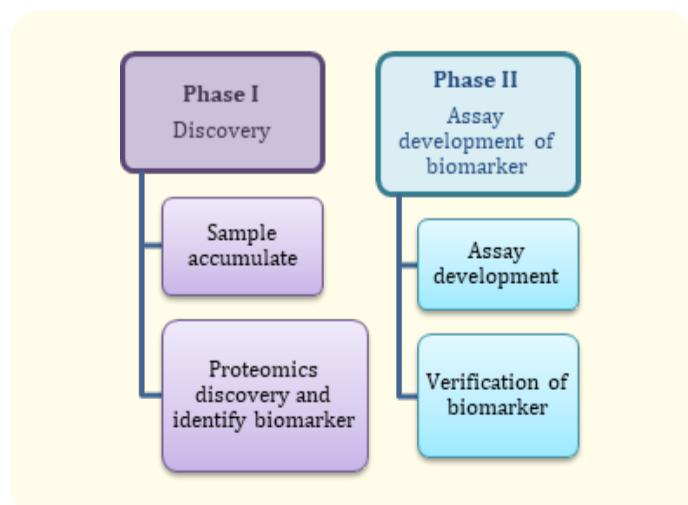 Phase I
Discovery
Sample
accumulate
Proteomics
discovery and
identify biomarker
Phase II
Assay
development of
biomarker
Assay
development
Verification of
biomarker